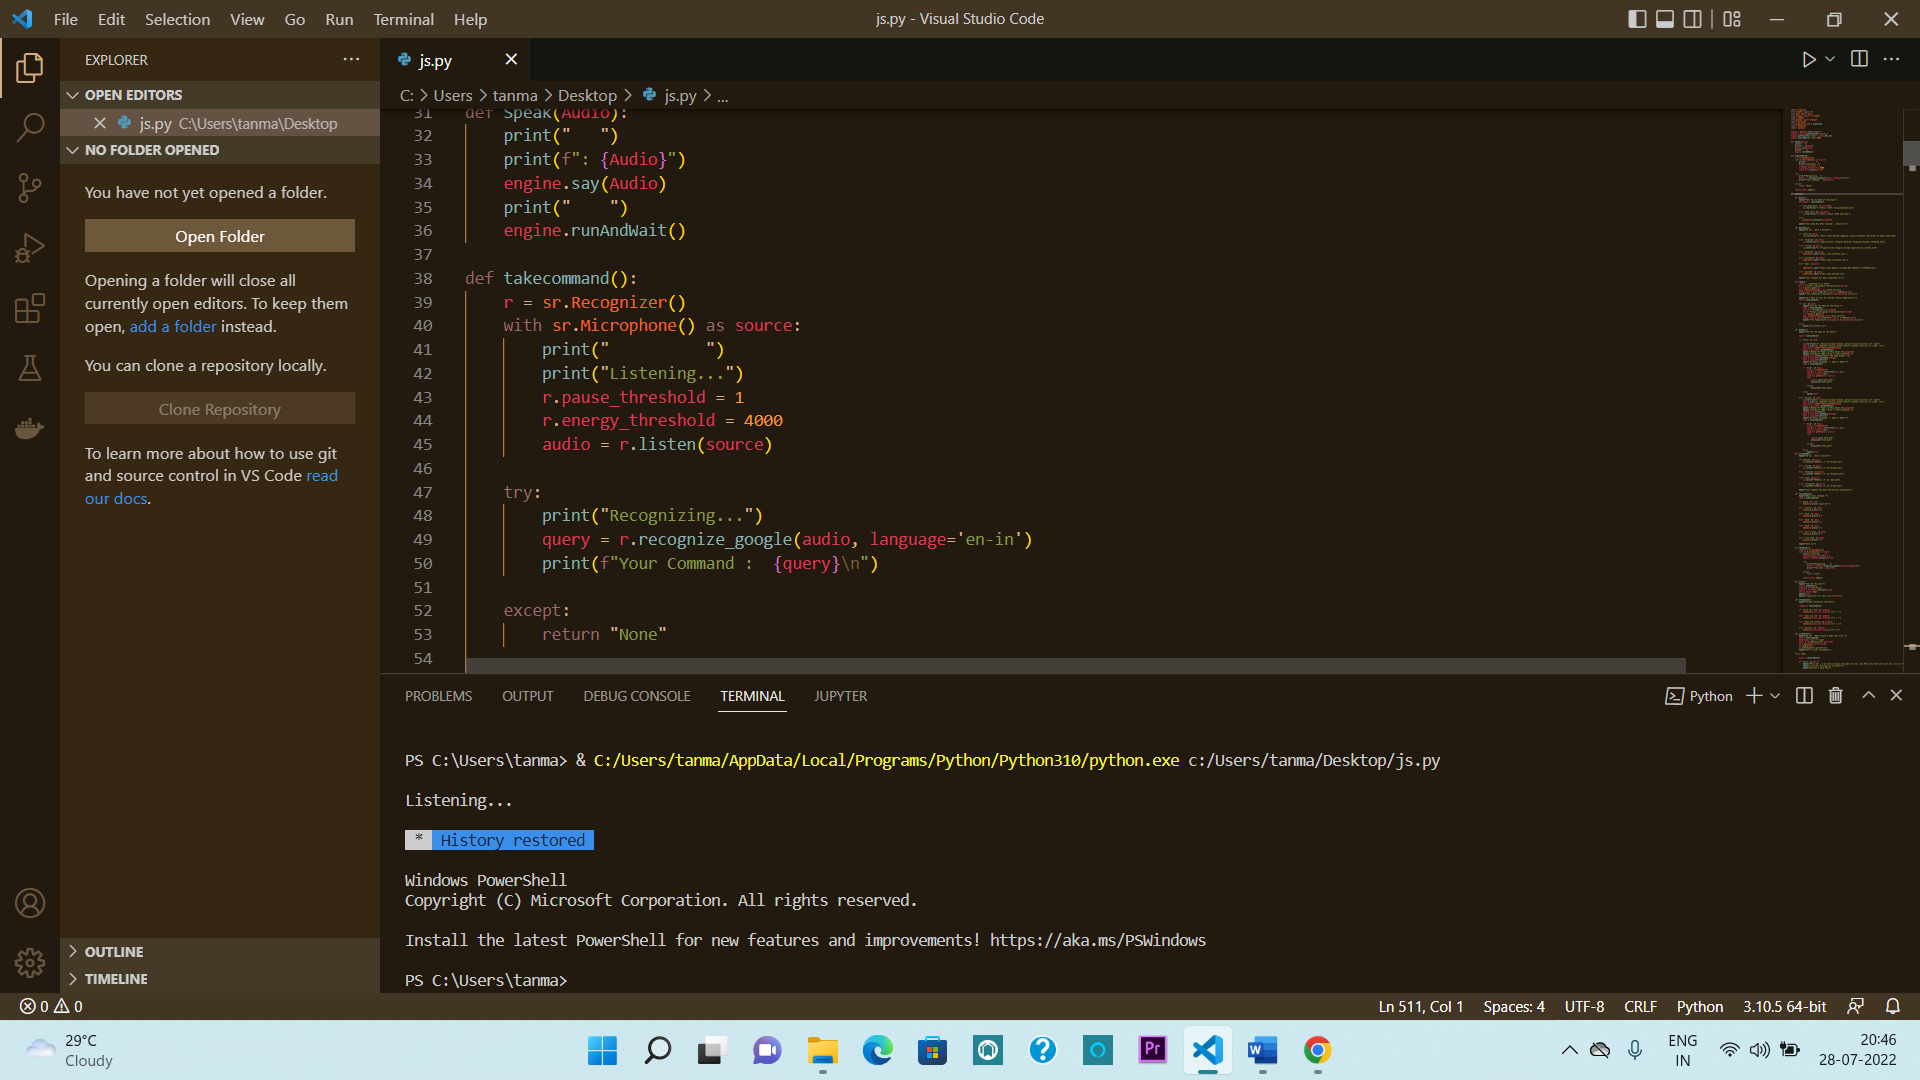 File Edit Selection View Go Run Terminal Help
js.py - Visual Studio Code
EXPLORER
OPEN EDITORS
js.py C:\Users\tanma\Desktop
NO FOLDER OPENED
You have not yet opened a folder.
Open Folder
Opening a folder will close all
currently open editors. To keep them
open, add a folder instead.
You can clone a repository locally.
Clone Repository
To learn more about how to use git
and source control in VS Code read
our docs.
OUTLINE
TIMELINE
js.py
C: > Users > tanma > Desktop > js.py > ...
31 def Speak(Audio):
32     print("   ")
33     print(f": {Audio}")
34     engine.say(Audio)
35     print("    ")
36     engine.runAndWait()
37
38 def takecommand():
39     r = sr.Recognizer()
40     with sr.Microphone() as source:
41         print("          ")
42         print("Listening...")
43         r.pause_threshold = 1
44         r.energy_threshold = 4000
45         audio = r.listen(source)
46
47     try:
48         print("Recognizing...")
49         query = r.recognize_google(audio, language='en-in')
50         print(f"Your Command :  {query}\n")
51
52     except:
53         return "None"
54
PROBLEMS OUTPUT DEBUG CONSOLE TERMINAL JUPYTER
Python
PS C:\Users\tanma> & C:/Users/tanma/AppData/Local/Programs/Python/Python310/python.exe c:/Users/tanma/Desktop/js.py
Listening...
* History restored
Windows PowerShell
Copyright (C) Microsoft Corporation. All rights reserved.
Install the latest PowerShell for new features and improvements! https://aka.ms/PSWindows
PS C:\Users\tanma>
0 0
Ln 511, Col 1 Spaces: 4 UTF-8 CRLF Python 3.10.5 64-bit
29°C
Cloudy
Pr
W
ENG
IN
20:46
28-07-2022